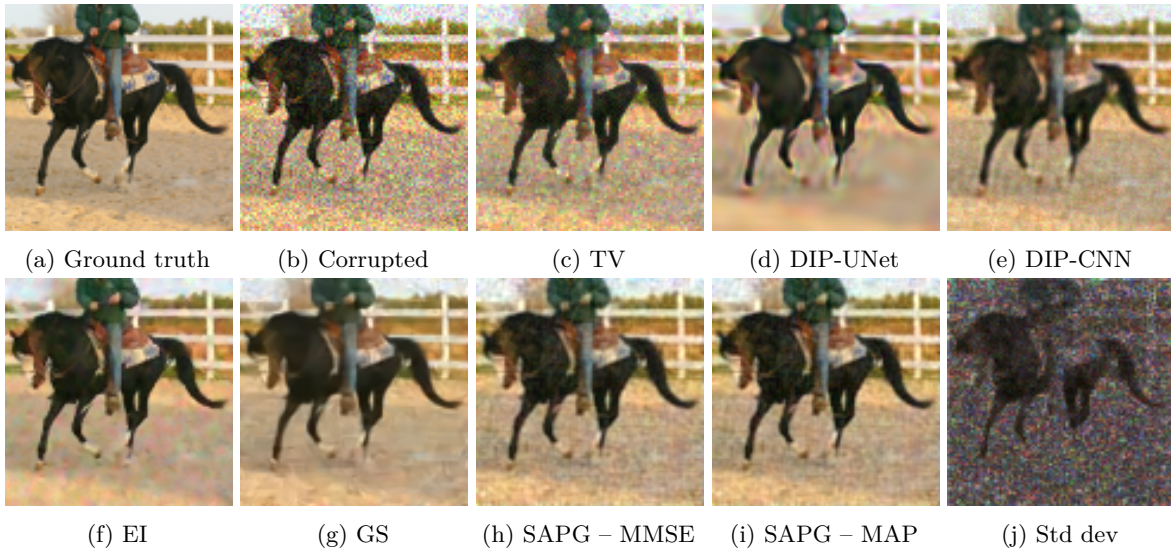 (a) Ground truth (b) Corrupted (c) TV (d) DIP-UNet (e) DIP-CNN
(f) EI (g) GS (h) SAPG – MMSE (i) SAPG – MAP (j) Std dev